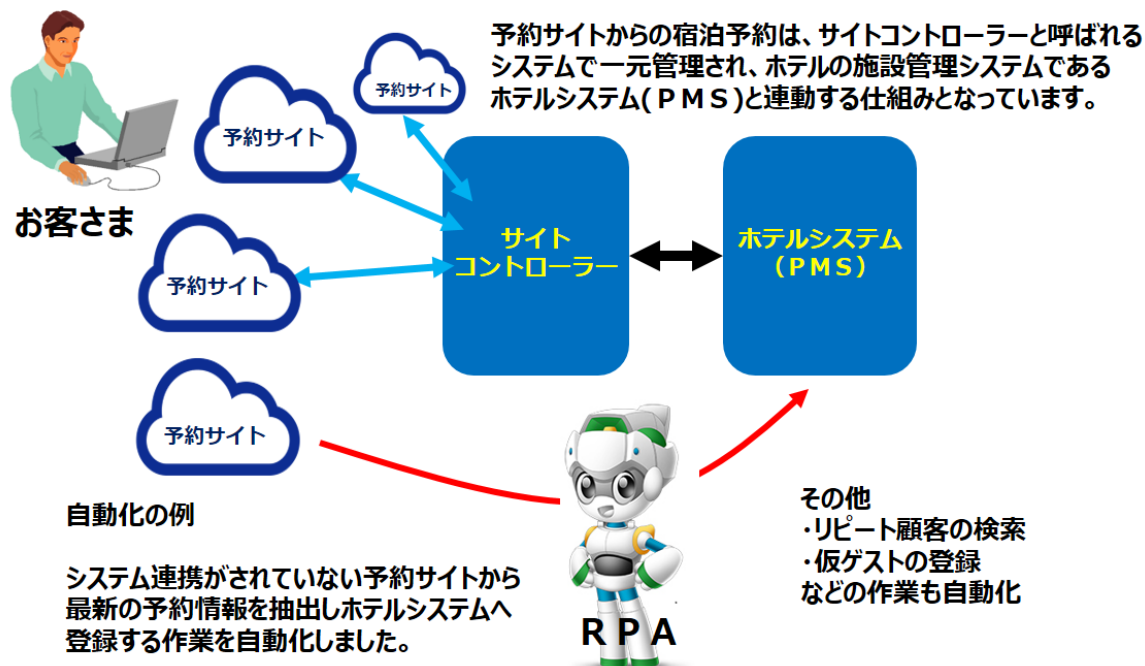 予約サイトからの宿泊予約は、サイトコントローラーと呼ばれる
システムで一元管理され、ホテルの施設管理システムである
ホテルシステム(ＰＭＳ)と連動する仕組みとなっています。
予約サイト
予約サイト
お客さま
サイト
コントローラー
ホテルシステム
（ＰＭＳ）
予約サイト
予約サイト
自動化の例
システム連携がされていない予約サイトから
最新の予約情報を抽出しホテルシステムへ
登録する作業を自動化しました。
ＲＰＡ
その他
・リピート顧客の検索
・仮ゲストの登録
などの作業も自動化